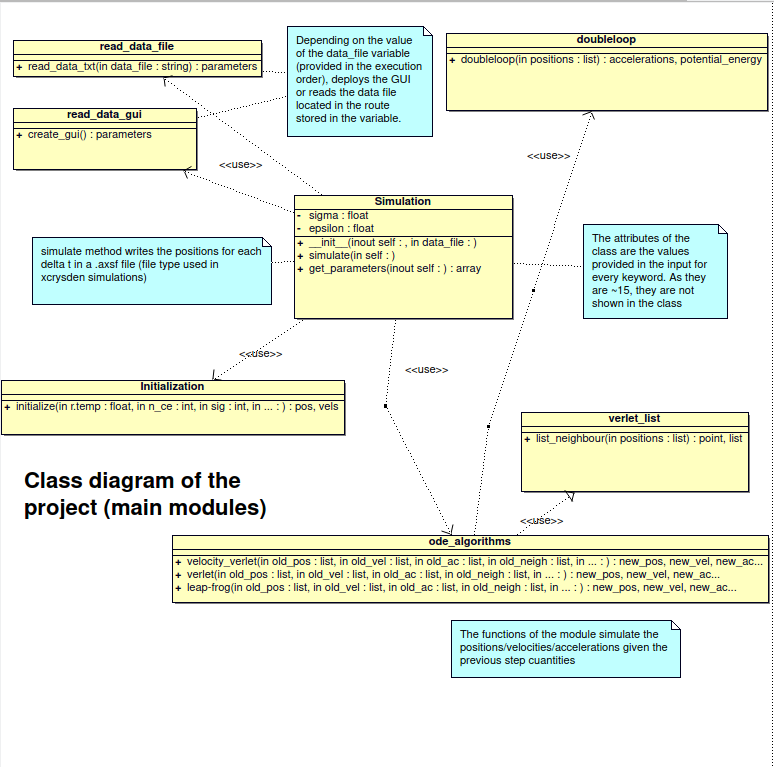 read_data_file
+ read_data_txt(in data_file : string) : parameters
Depending on the value
of the data_file variable
(provided in the execution
order), deploys the GUI
or reads the data file
located in the route
stored in the variable.
doubleloop
+ doubleloop(in positions : list) : accelerations, potential_energy
read_data_gui
+ create_gui() : parameters
<<use>>
<<use>>
Simulation
- sigma : float
- epsilon : float
+ __init__(inout self : , in data_file : )
+ simulate(in self : )
+ get_parameters(inout self : ) : array
simulate method writes the positions for each
delta t in a .axsf file (file type used in
xcrysden simulations)
The attributes of the
class are the values
provided in the input for
every keyword. As they
are ~15, they are not
shown in the class
<<use>>
<<use>>
Initialization
+ initialize(in r.temp : float, in n_ce : int, in sig : int, in ... : ) : pos, vels
verlet_list
+ list_neighbour(in positions : list) : point, list
Class diagram of the
project (main modules)
<<use>>
ode_algorithms
+ velocity_verlet(in old_pos : list, in old_vel : list, in old_ac : list, in old_neigh : list, in ... : ) : new_pos, new_vel, new_ac...
+ verlet(in old_pos : list, in old_vel : list, in old_ac : list, in old_neigh : list, in ... : ) : new_pos, new_vel, new_ac...
+ leap-frog(in old_pos : list, in old_vel : list, in old_ac : list, in old_neigh : list, in ... : ) : new_pos, new_vel, new_ac...
The functions of the module simulate the
positions/velocities/accelerations given the
previous step cuantities